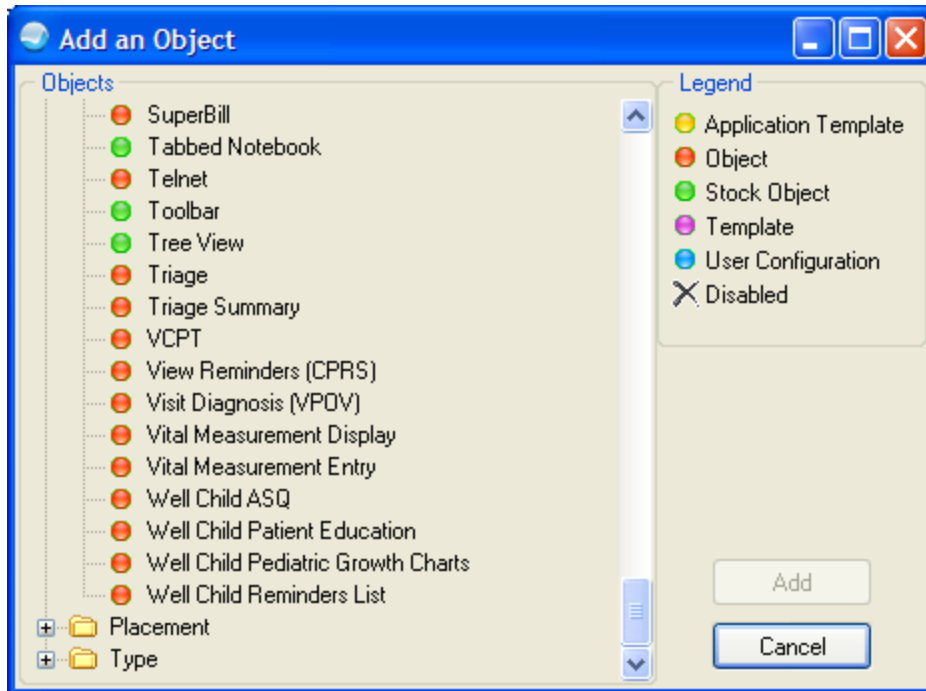 Add an Object
Objects
SuperBill
Tabbed Notebook
Telnet
Toolbar
Tree View
Triage
Triage Summary
VCPT
View Reminders (CPRS)
Visit Diagnosis (VPOV)
Vital Measurement Display
Vital Measurement Entry
Well Child ASQ
Well Child Patient Education
Well Child Pediatric Growth Charts
Well Child Reminders List
Placement
Type
Legend
Application Template
Object
Stock Object
Template
User Configuration
Disabled
Add
Cancel